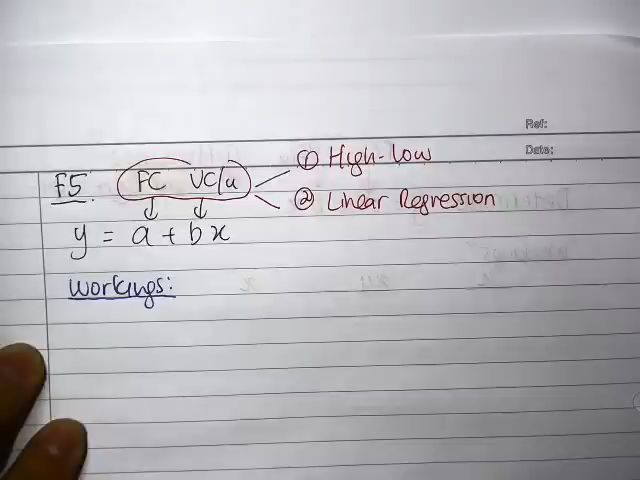 Ref:
Date:
① High-low
F5. FC VC/u
② Linear Regression
y = a + bx
Workings: